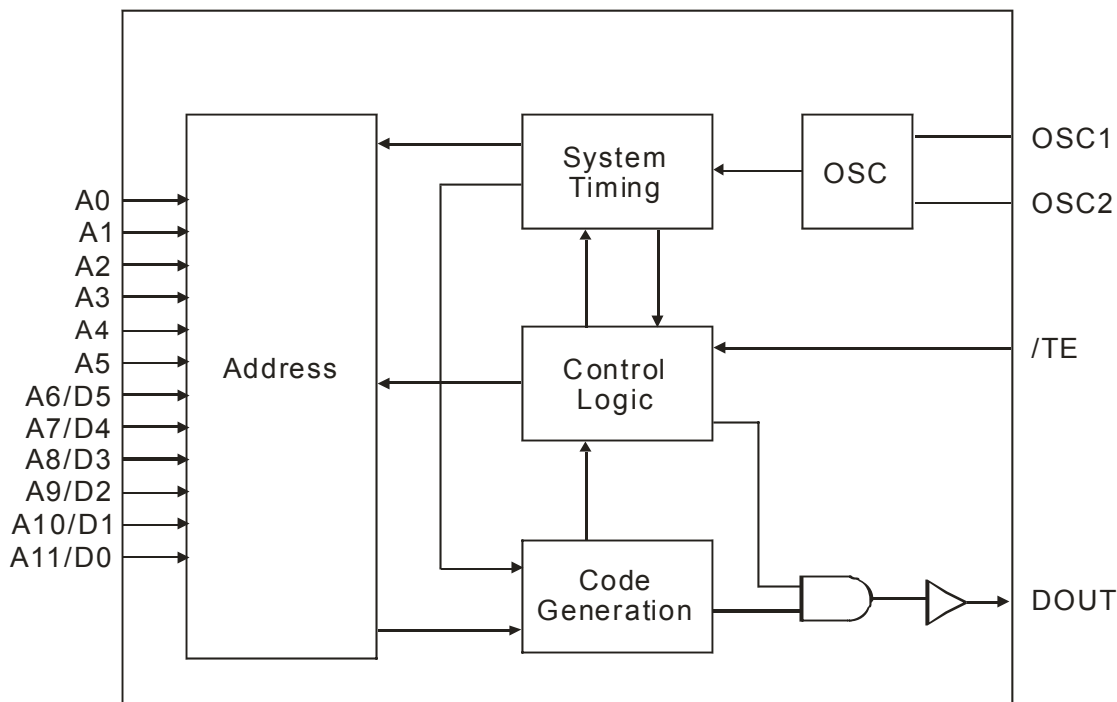 A0
A1
A2
A3
A4
A5
A6/D5
A7/D4
A8/D3
A9/D2
A10/D1
A11/D0
Address
System
Timing
OSC
OSC1
OSC2
Control
Logic
/TE
Code
Generation
DOUT